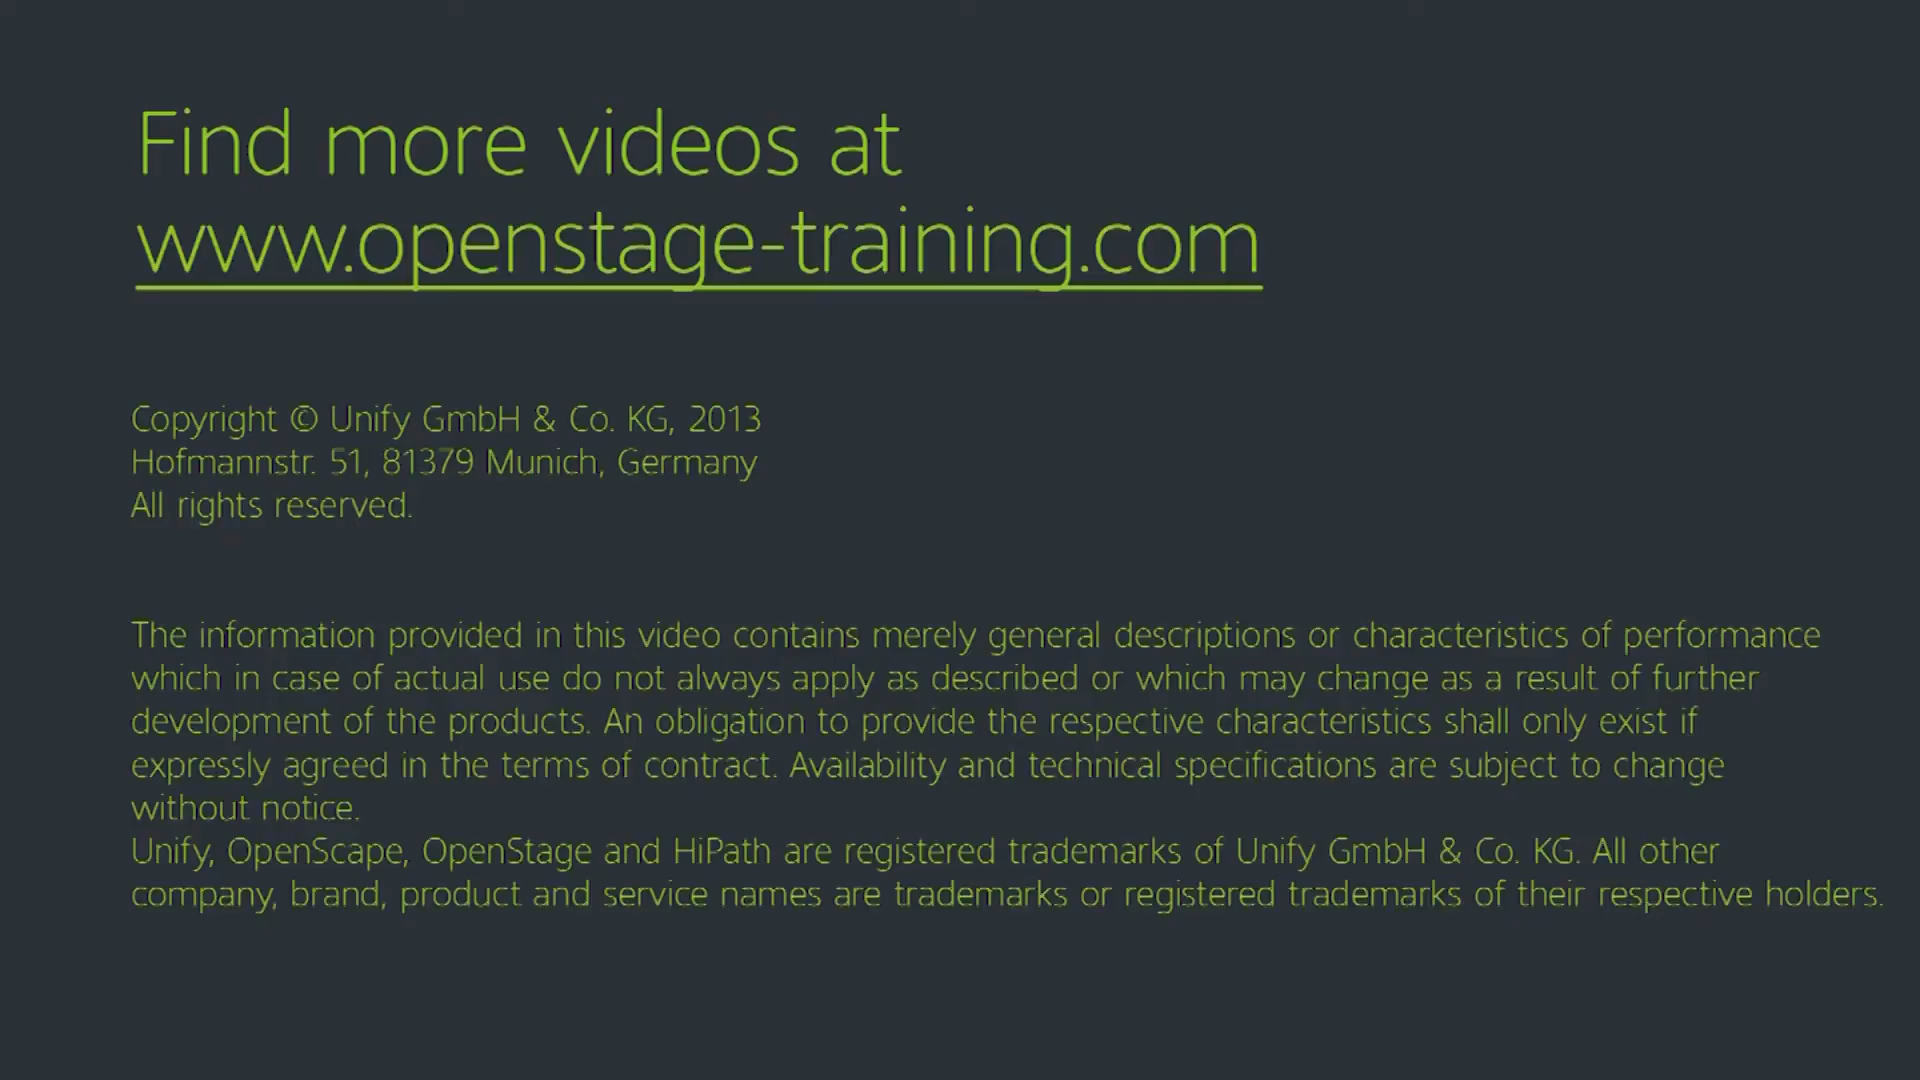 Find more videos at
www.openstage-training.com
Copyright © Unify GmbH & Co. KG, 2013
Hofmannstr. 51, 81379 Munich, Germany
All rights reserved.
The information provided in this video contains merely general descriptions or characteristics of performance
which in case of actual use do not always apply as described or which may change as a result of further
development of the products. An obligation to provide the respective characteristics shall only exist if
expressly agreed in the terms of contract. Availability and technical specifications are subject to change
without notice.
Unify, OpenScape, OpenStage and HiPath are registered trademarks of Unify GmbH & Co. KG. All other
company, brand, product and service names are trademarks or registered trademarks of their respective holders.